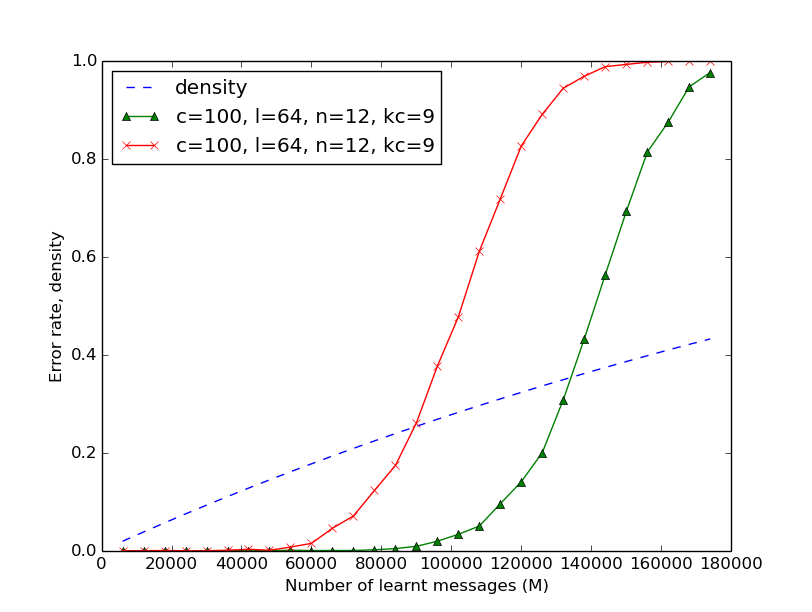 1.0
0.8
0.6
0.4
0.2
0.0
Error rate, density
density
c=100, l=64, n=12, kc=9
c=100, l=64, n=12, kc=9
0 20000 40000 60000 80000 100000 120000 140000 160000 180000
Number of learnt messages (M)